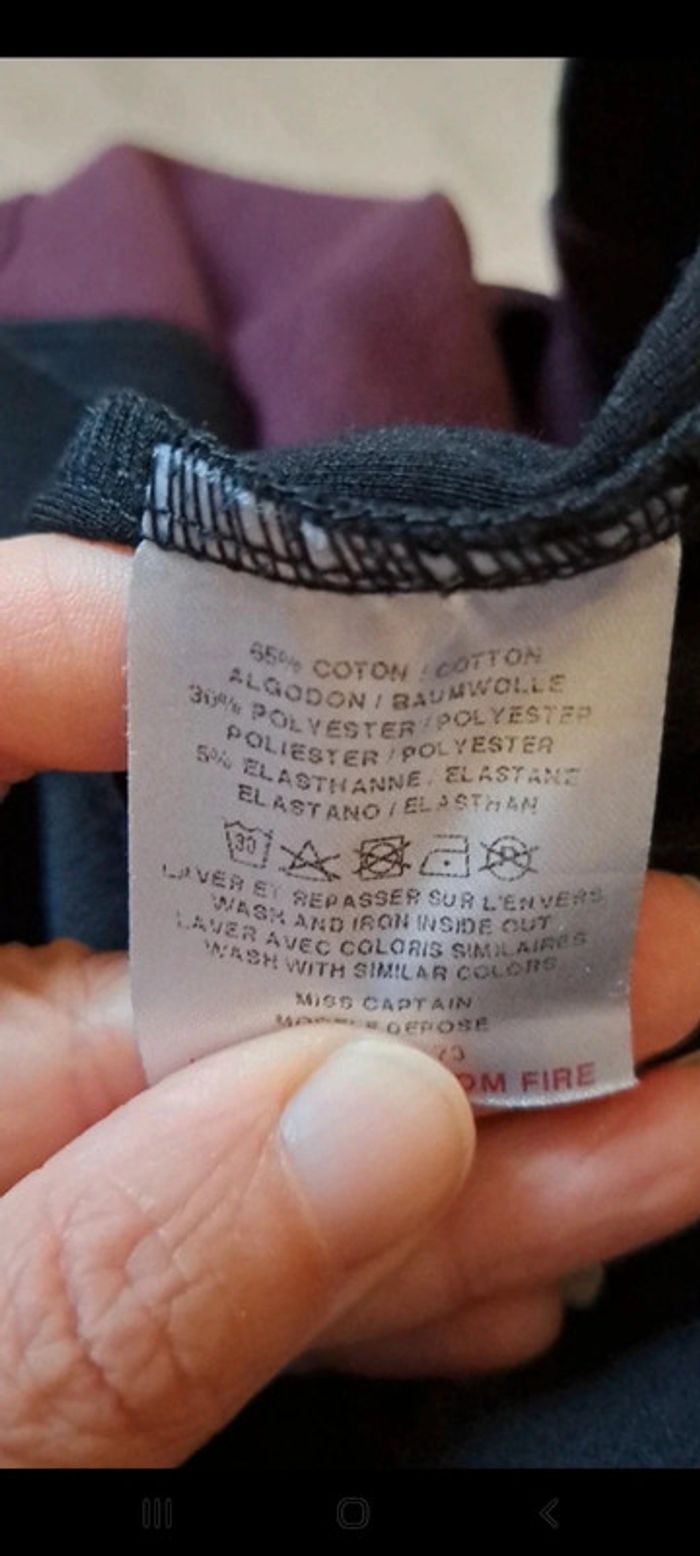 65% COTON / COTTON
ALGODON / BAUMWOLLE
30% POLYESTER / POLYESTER
POLIESTER / POLYESTER
5% ELASTHANNE / ELASTANE
ELASTANO / ELASTHAN
30 P
LAVER ET REPASSER SUR L'ENVERS
WASH AND IRON INSIDE OUT
LAVER AVEC COLORIS SIMILAIRES
WASH WITH SIMILAR COLORS
MISS CAPTAIN
MODELE DEPOSE
FIRE